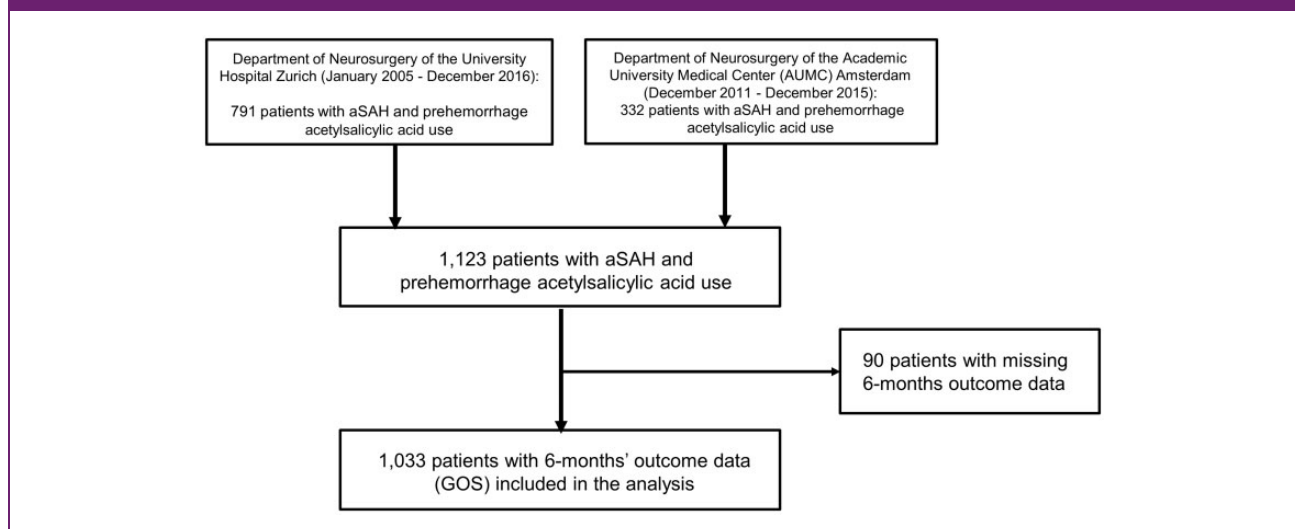 Department of Neurosurgery of the University
Hospital Zurich (January 2005 - December 2016):
791 patients with aSAH and prehemorrhage
acetylsalicylic acid use
Department of Neurosurgery of the Academic
University Medical Center (AUMC) Amsterdam
(December 2011 - December 2015):
332 patients with aSAH and prehemorrhage
acetylsalicylic acid use
1,123 patients with aSAH and
prehemorrhage acetylsalicylic acid use
90 patients with missing
6-months outcome data
1,033 patients with 6-months’ outcome data
(GOS) included in the analysis